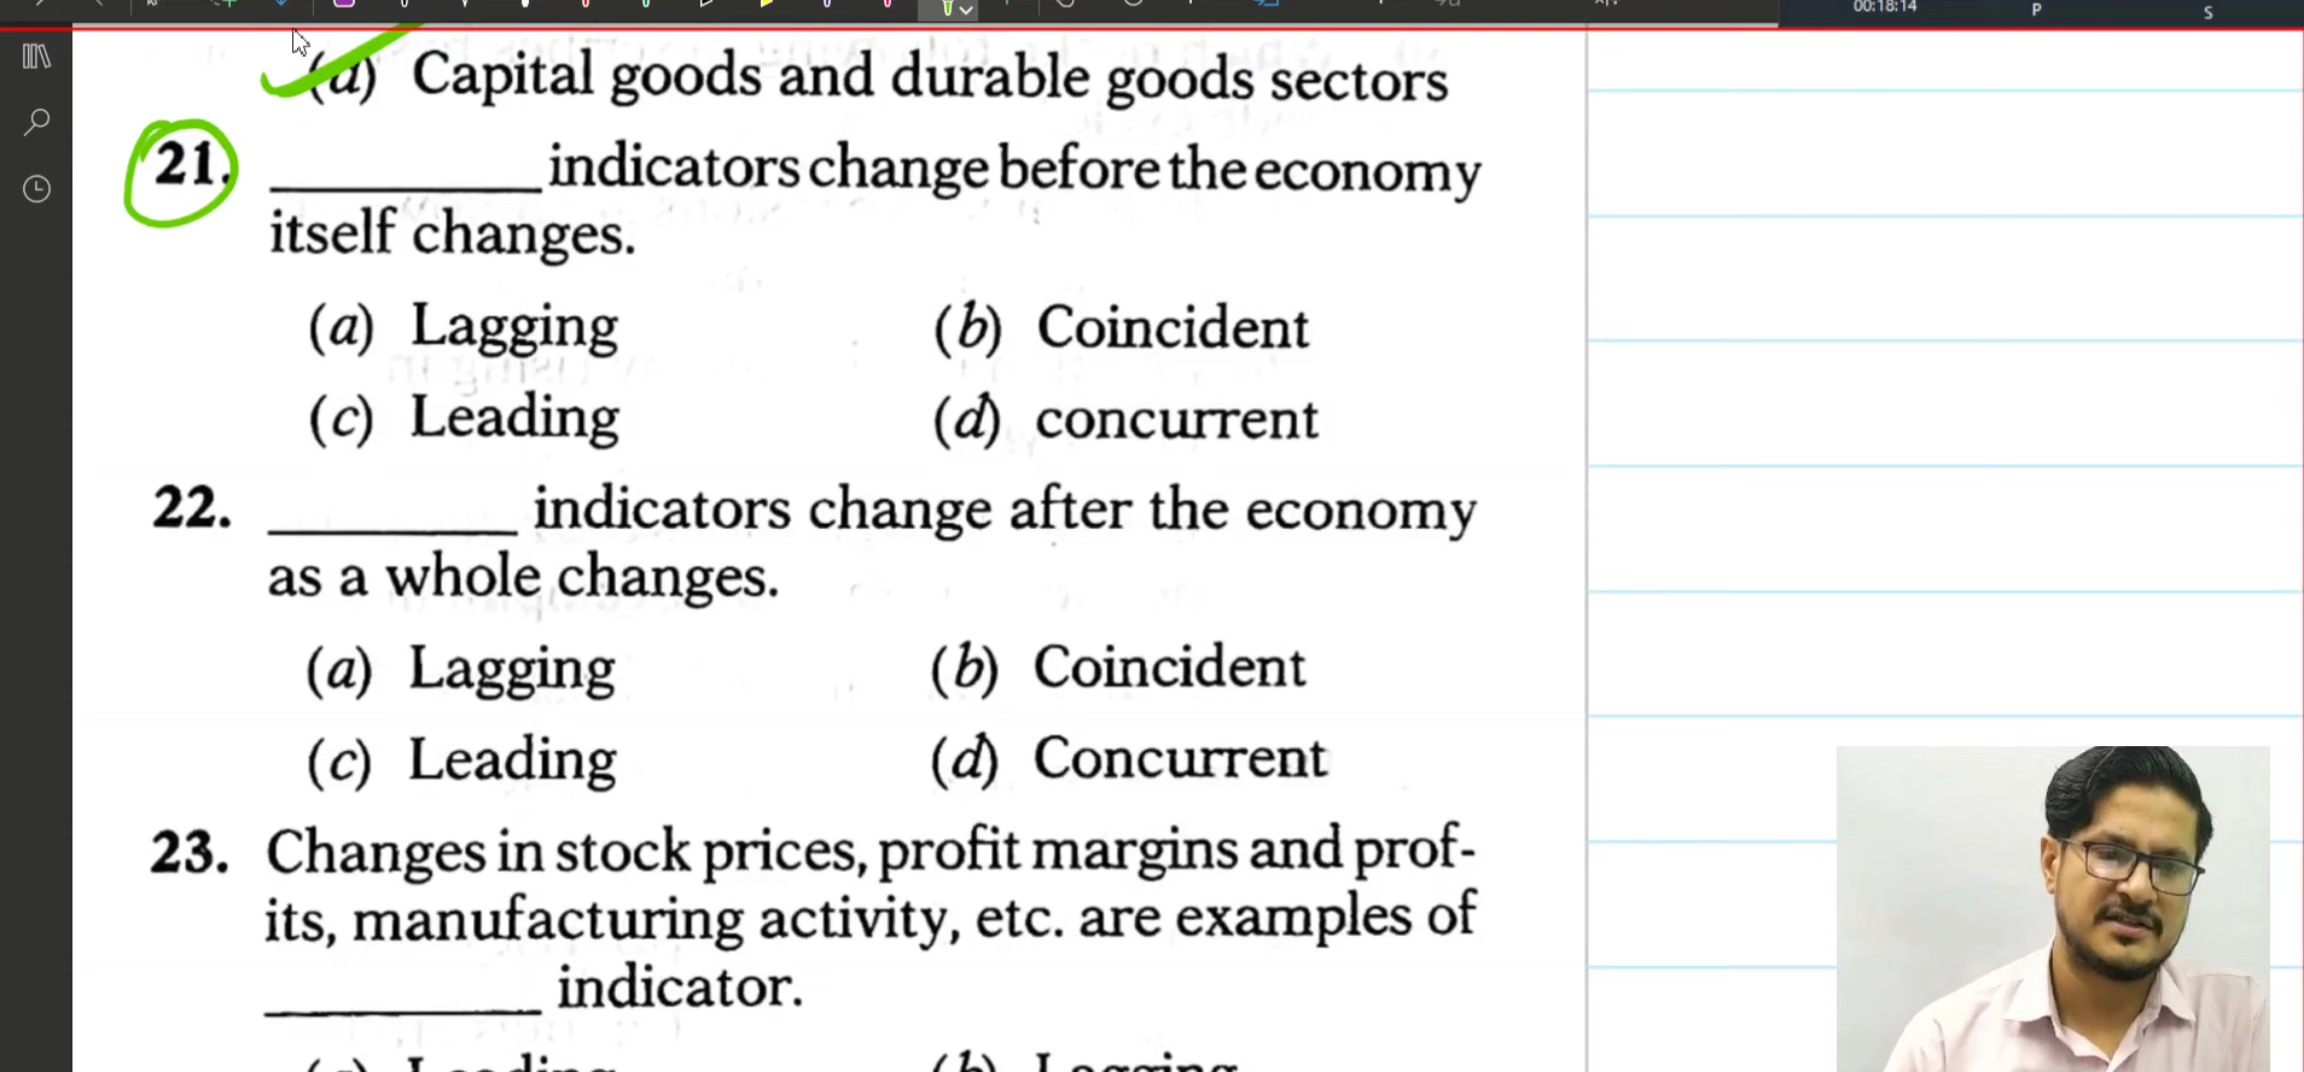 00:18:14
P
S
(d) Capital goods and durable goods sectors
21. __________ indicators change before the economy
itself changes.
(a) Lagging (b) Coincident
(c) Leading (d) concurrent
22. __________ indicators change after the economy
as a whole changes.
(a) Lagging (b) Coincident
(c) Leading (d) Concurrent
23. Changes in stock prices, profit margins and prof-
its, manufacturing activity, etc. are examples of
__________ indicator.
(a) Leading (b) Lagging